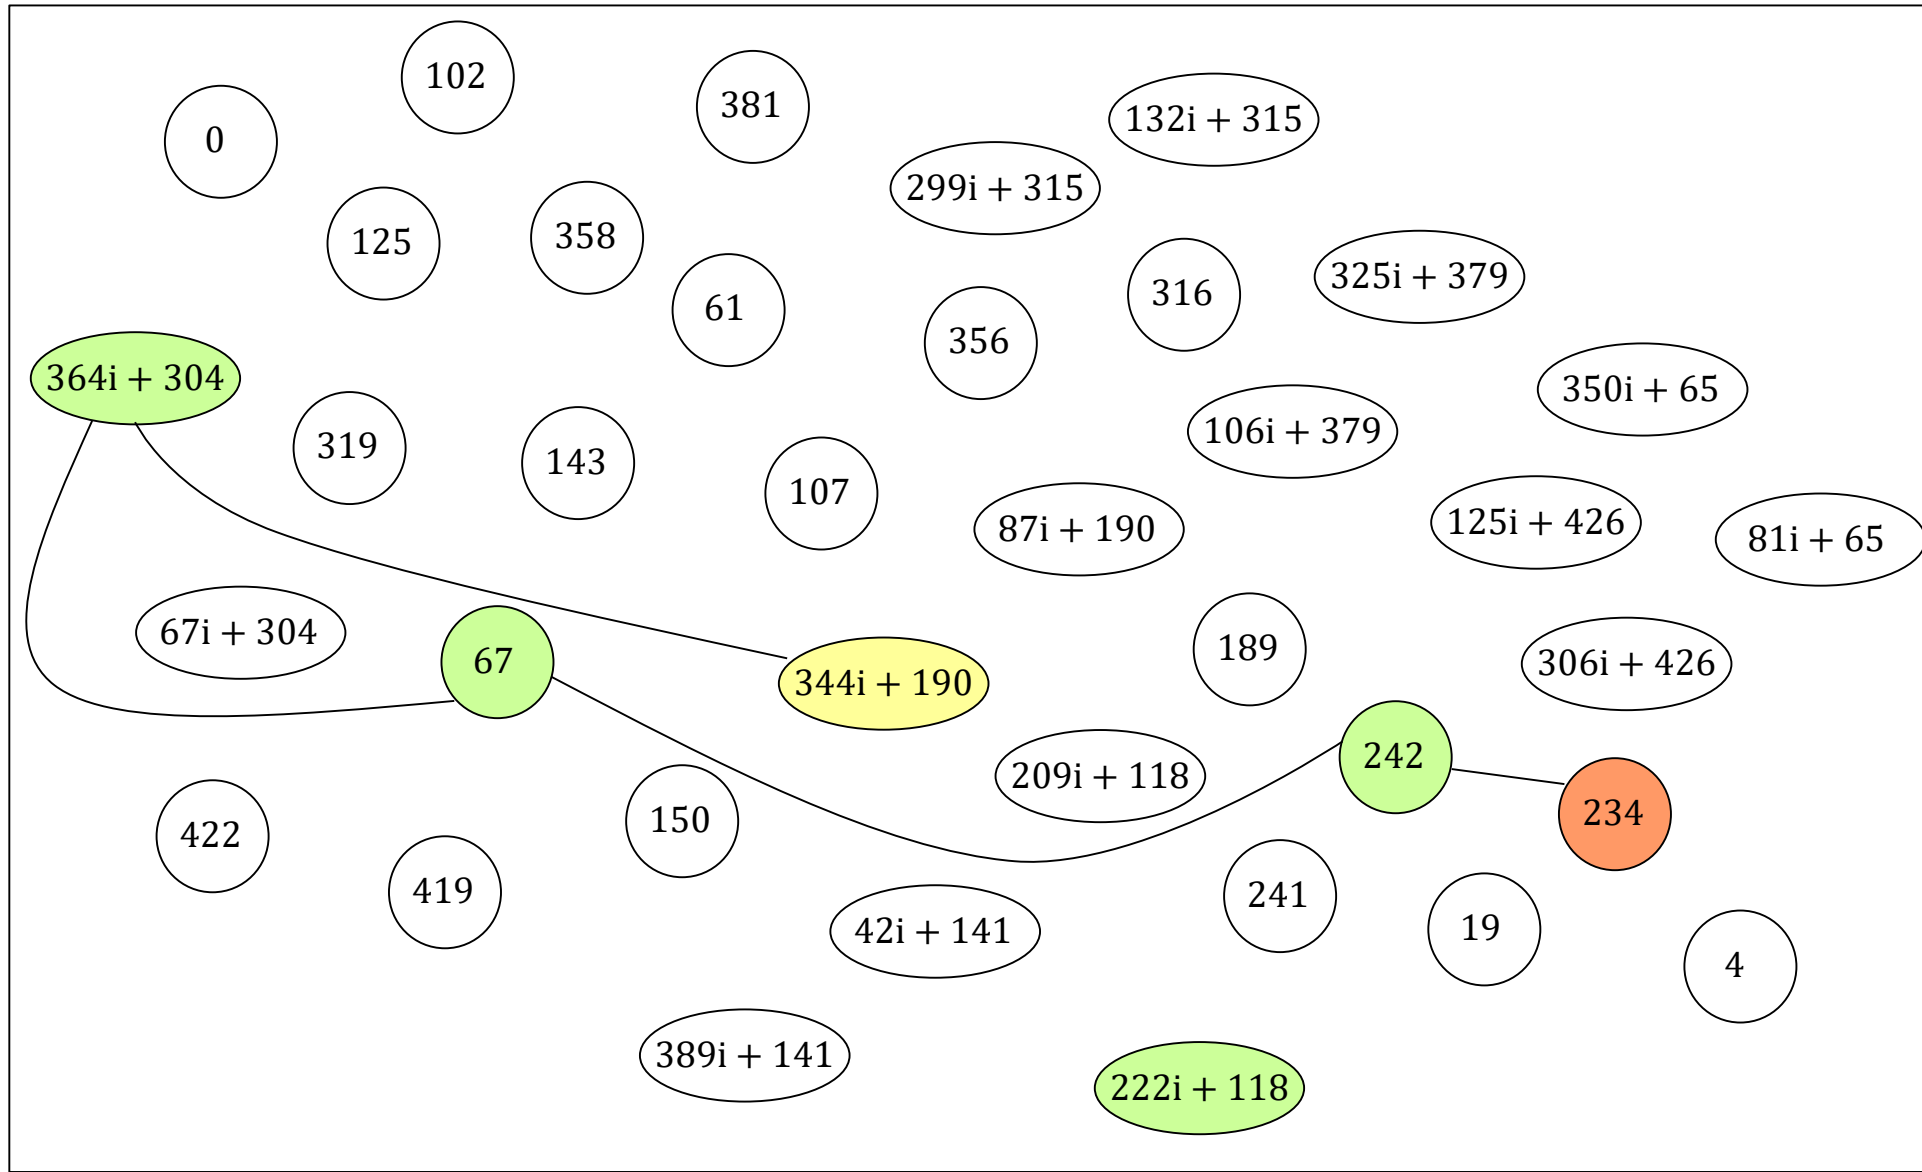 102
381
132i + 315
0
299i + 315
125
358
325i + 379
61
316
356
364i + 304
350i + 65
319
143
106i + 379
107
87i + 190
125i + 426
81i + 65
67i + 304
67
344i + 190
189
306i + 426
242
209i + 118
234
422
150
419
42i + 141
241
19
4
389i + 141
222i + 118